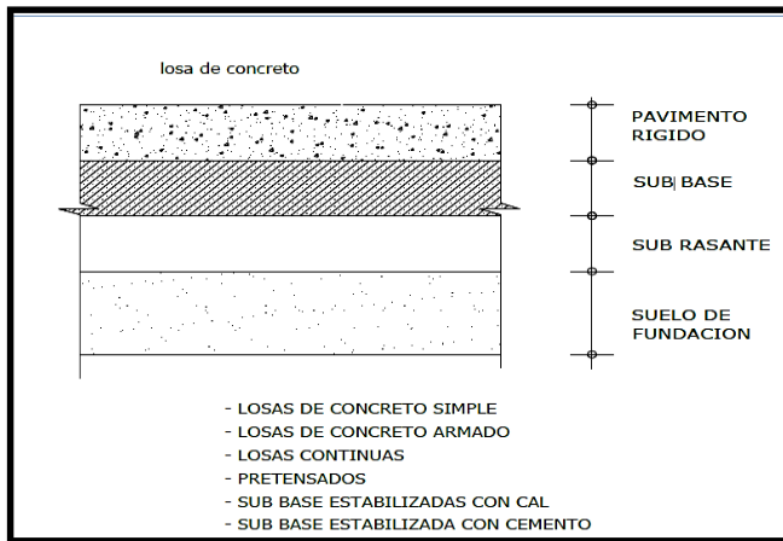 losa de concreto
PAVIMENTO
RIGIDO
SUB BASE
SUB RASANTE
SUELO DE
FUNDACION
- LOSAS DE CONCRETO SIMPLE
- LOSAS DE CONCRETO ARMADO
- LOSAS CONTINUAS
- PRETENSADOS
- SUB BASE ESTABILIZADAS CON CAL
- SUB BASE ESTABILIZADA CON CEMENTO